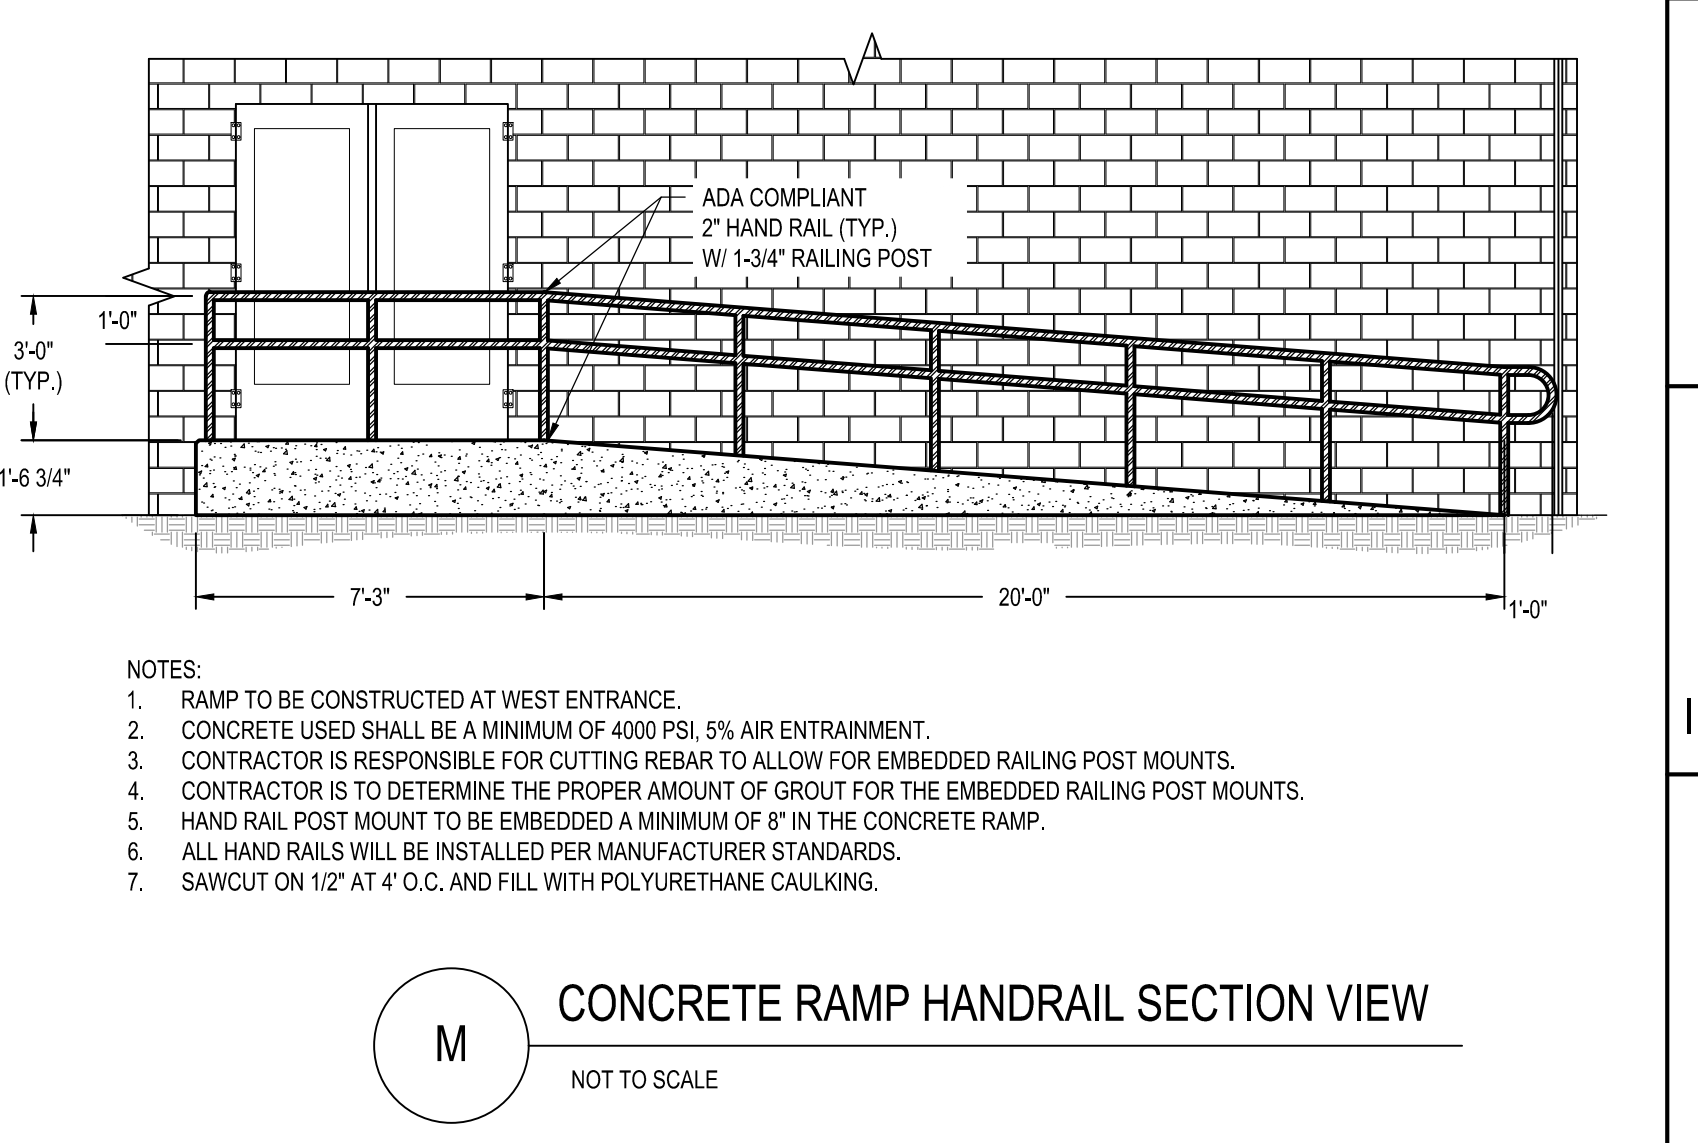 ADA COMPLIANT
2" HAND RAIL (TYP.)
W/ 1-3/4" RAILING POST
1'-0"
3'-0"
(TYP.)
1'-6 3/4"
7'-3"
20'-0"
1'-0"
NOTES:
1. RAMP TO BE CONSTRUCTED AT WEST ENTRANCE.
2. CONCRETE USED SHALL BE A MINIMUM OF 4000 PSI, 5% AIR ENTRAINMENT.
3. CONTRACTOR IS RESPONSIBLE FOR CUTTING REBAR TO ALLOW FOR EMBEDDED RAILING POST MOUNTS.
4. CONTRACTOR IS TO DETERMINE THE PROPER AMOUNT OF GROUT FOR THE EMBEDDED RAILING POST MOUNTS.
5. HAND RAIL POST MOUNT TO BE EMBEDDED A MINIMUM OF 8" IN THE CONCRETE RAMP.
6. ALL HAND RAILS WILL BE INSTALLED PER MANUFACTURER STANDARDS.
7. SAWCUT ON 1/2" AT 4' O.C. AND FILL WITH POLYURETHANE CAULKING.
M
CONCRETE RAMP HANDRAIL SECTION VIEW
NOT TO SCALE